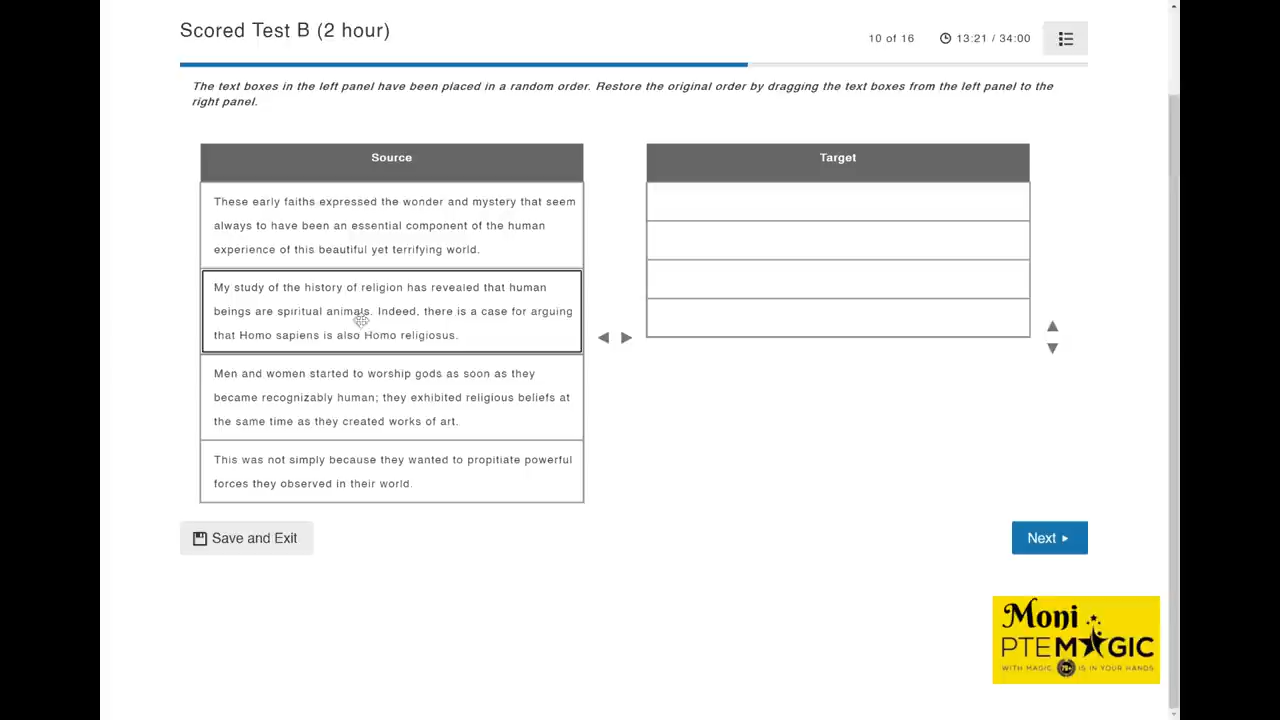 Scored Test B (2 hour)
10 of 16
13:21 / 34:00
The text boxes in the left panel have been placed in a random order. Restore the original order by dragging the text boxes from the left panel to the
right panel.
Source
Target
These early faiths expressed the wonder and mystery that seem
always to have been an essential component of the human
experience of this beautiful yet terrifying world.
My study of the history of religion has revealed that human
beings are spiritual animals. Indeed, there is a case for arguing
that Homo sapiens is also Homo religiosus.
Men and women started to worship gods as soon as they
became recognizably human; they exhibited religious beliefs at
the same time as they created works of art.
This was not simply because they wanted to propitiate powerful
forces they observed in their world.
Save and Exit
Next
Moni
PTEMAGIC
WITH MAGIC 79+ IS IN YOUR HANDS